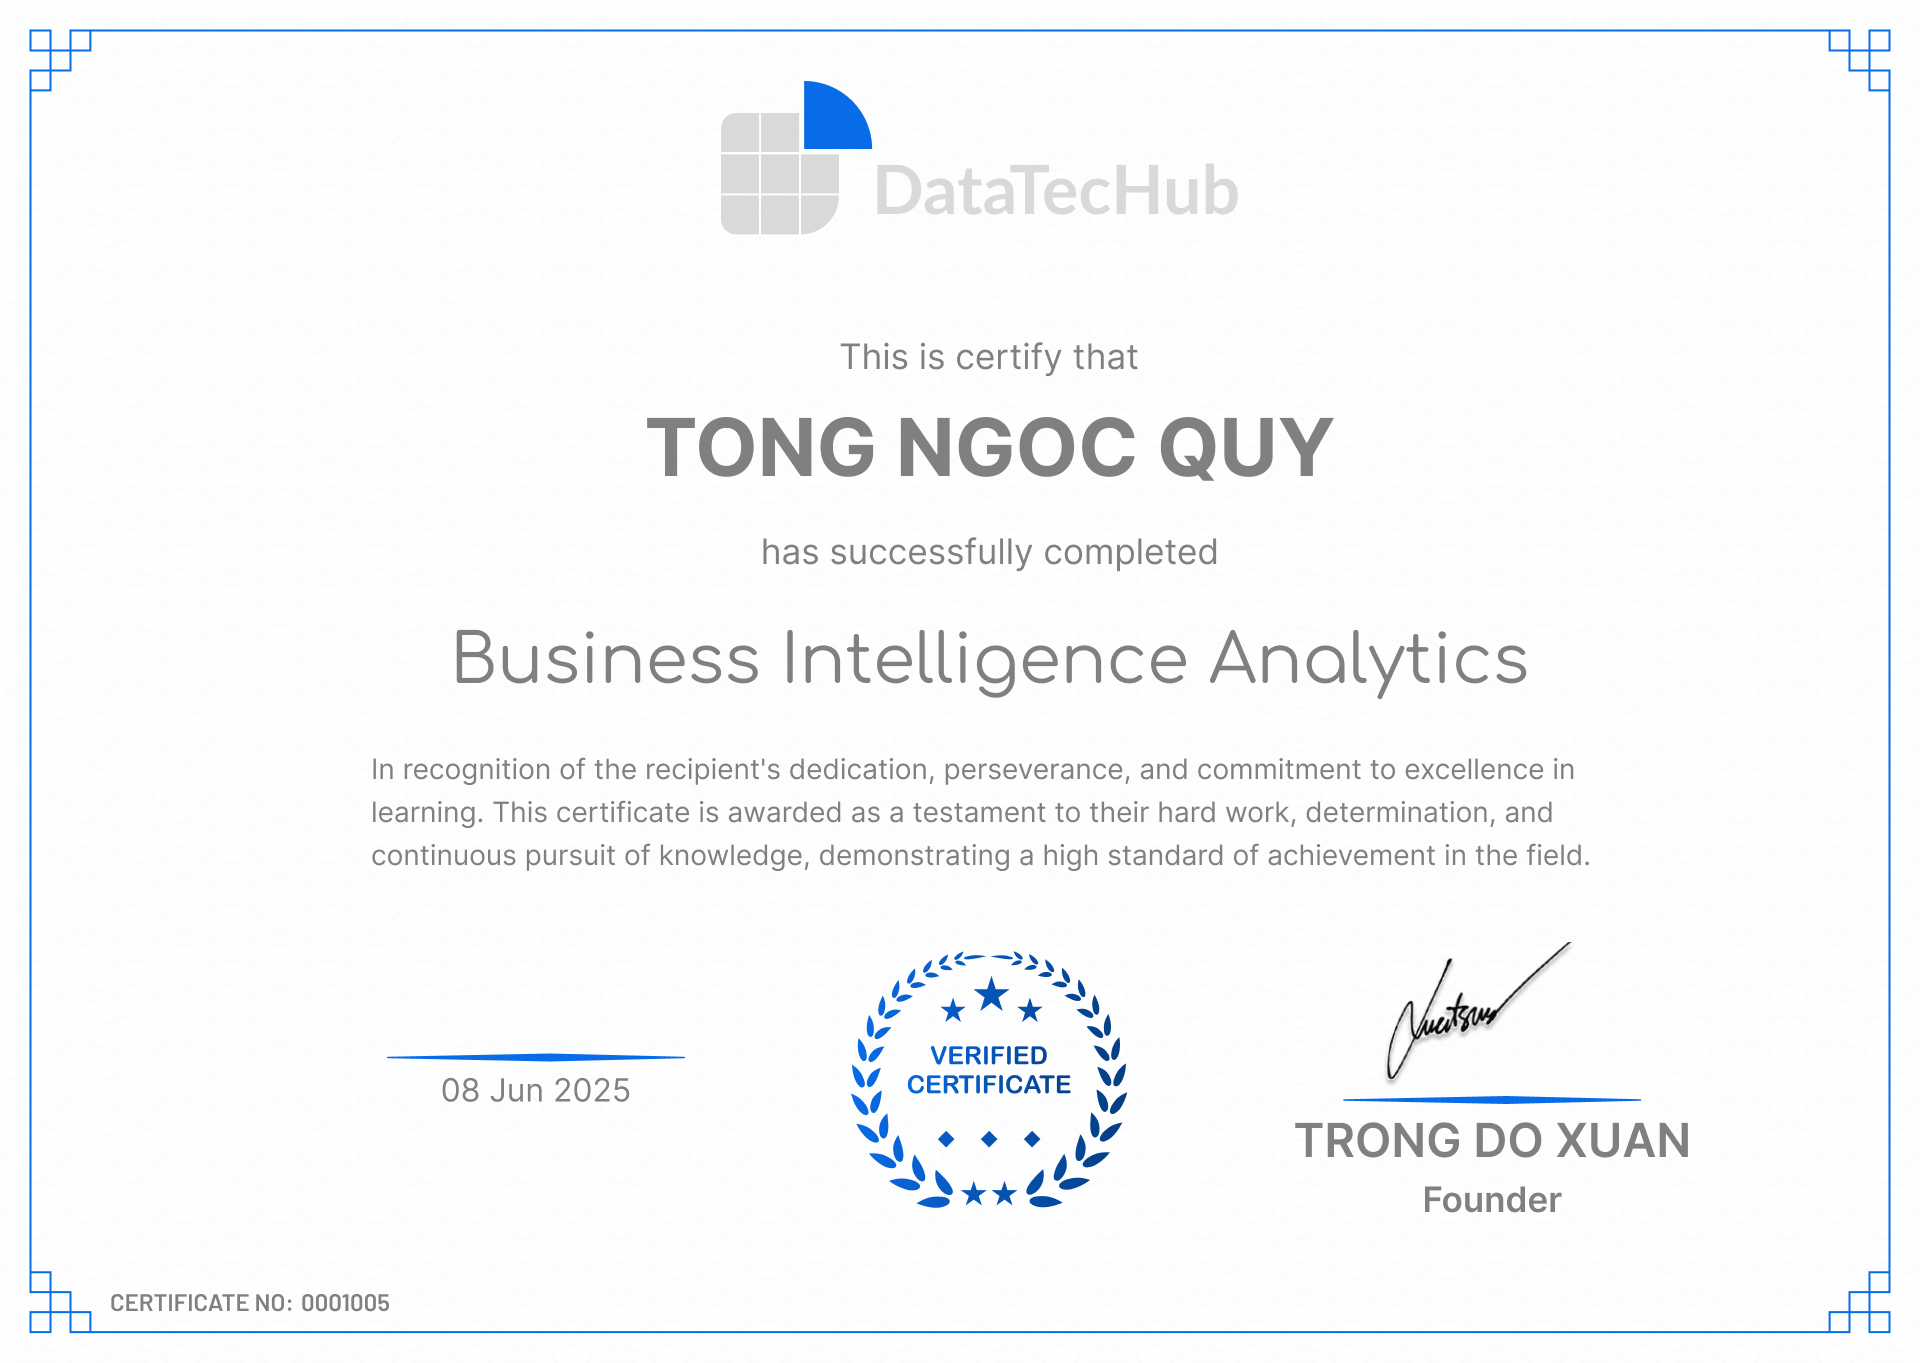 DataTecHub
This is certify that
TONG NGOC QUY
has successfully completed
Business Intelligence Analytics
In recognition of the recipient's dedication, perseverance, and commitment to excellence in
learning. This certificate is awarded as a testament to their hard work, determination, and
continuous pursuit of knowledge, demonstrating a high standard of achievement in the field.
08 Jun 2025
VERIFIED
CERTIFICATE
TRONG DO XUAN
Founder
CERTIFICATE NO: 0001005